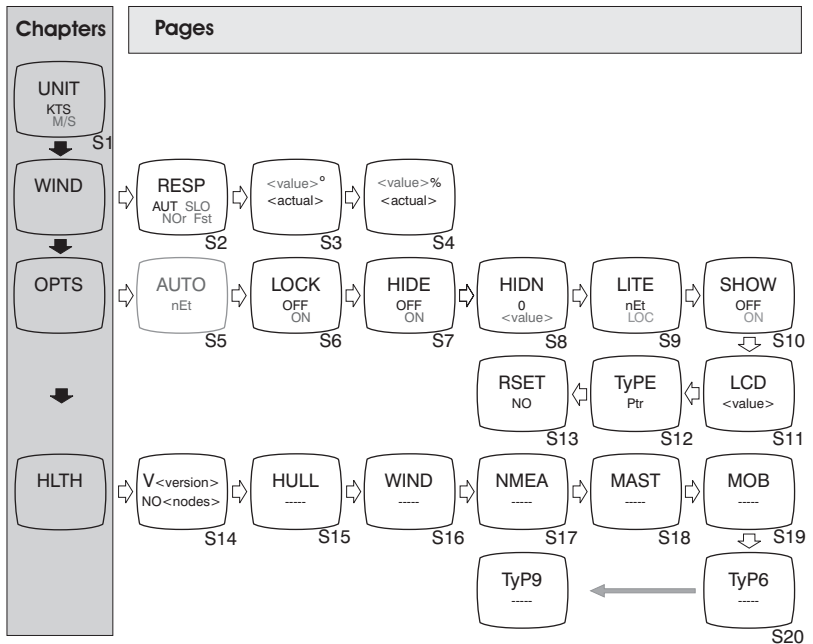 Chapters
Pages
UNIT
KTS
M/S
S1
WIND
RESP
AUT SLO
NOr Fst
S2
<value>°
<actual>
S3
<value>%
<actual>
S4
OPTS
AUTO
nEt
S5
LOCK
OFF
ON
S6
HIDE
OFF
ON
S7
HIDN
0
<value>
S8
LITE
nEt
LOC
S9
SHOW
OFF
ON
S10
RSET
NO
S13
TyPE
Ptr
S12
LCD
<value>
S11
HLTH
V<version>
NO<nodes>
S14
HULL
-----
S15
WIND
-----
S16
NMEA
-----
S17
MAST
-----
S18
MOB
-----
S19
TyP9
-----
TyP6
-----
S20